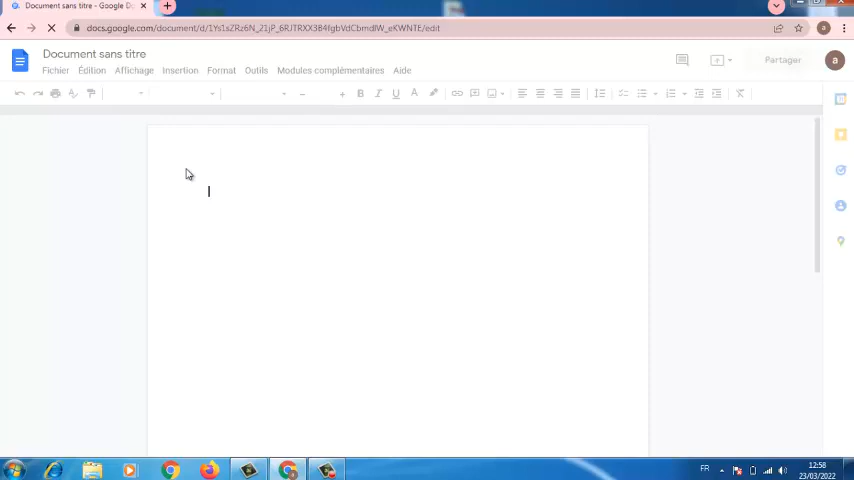 Document sans titre - Google Do
docs.google.com/document/d/1Ys1sZRz6N_21jP_6RJTRXX3B4fgbVdCbmdlW_eKWNTE/edit
a
Document sans titre
Partager
a
Fichier Édition Affichage Insertion Format Outils Modules complémentaires Aide
B I U A
FR
12:58
23/03/2022